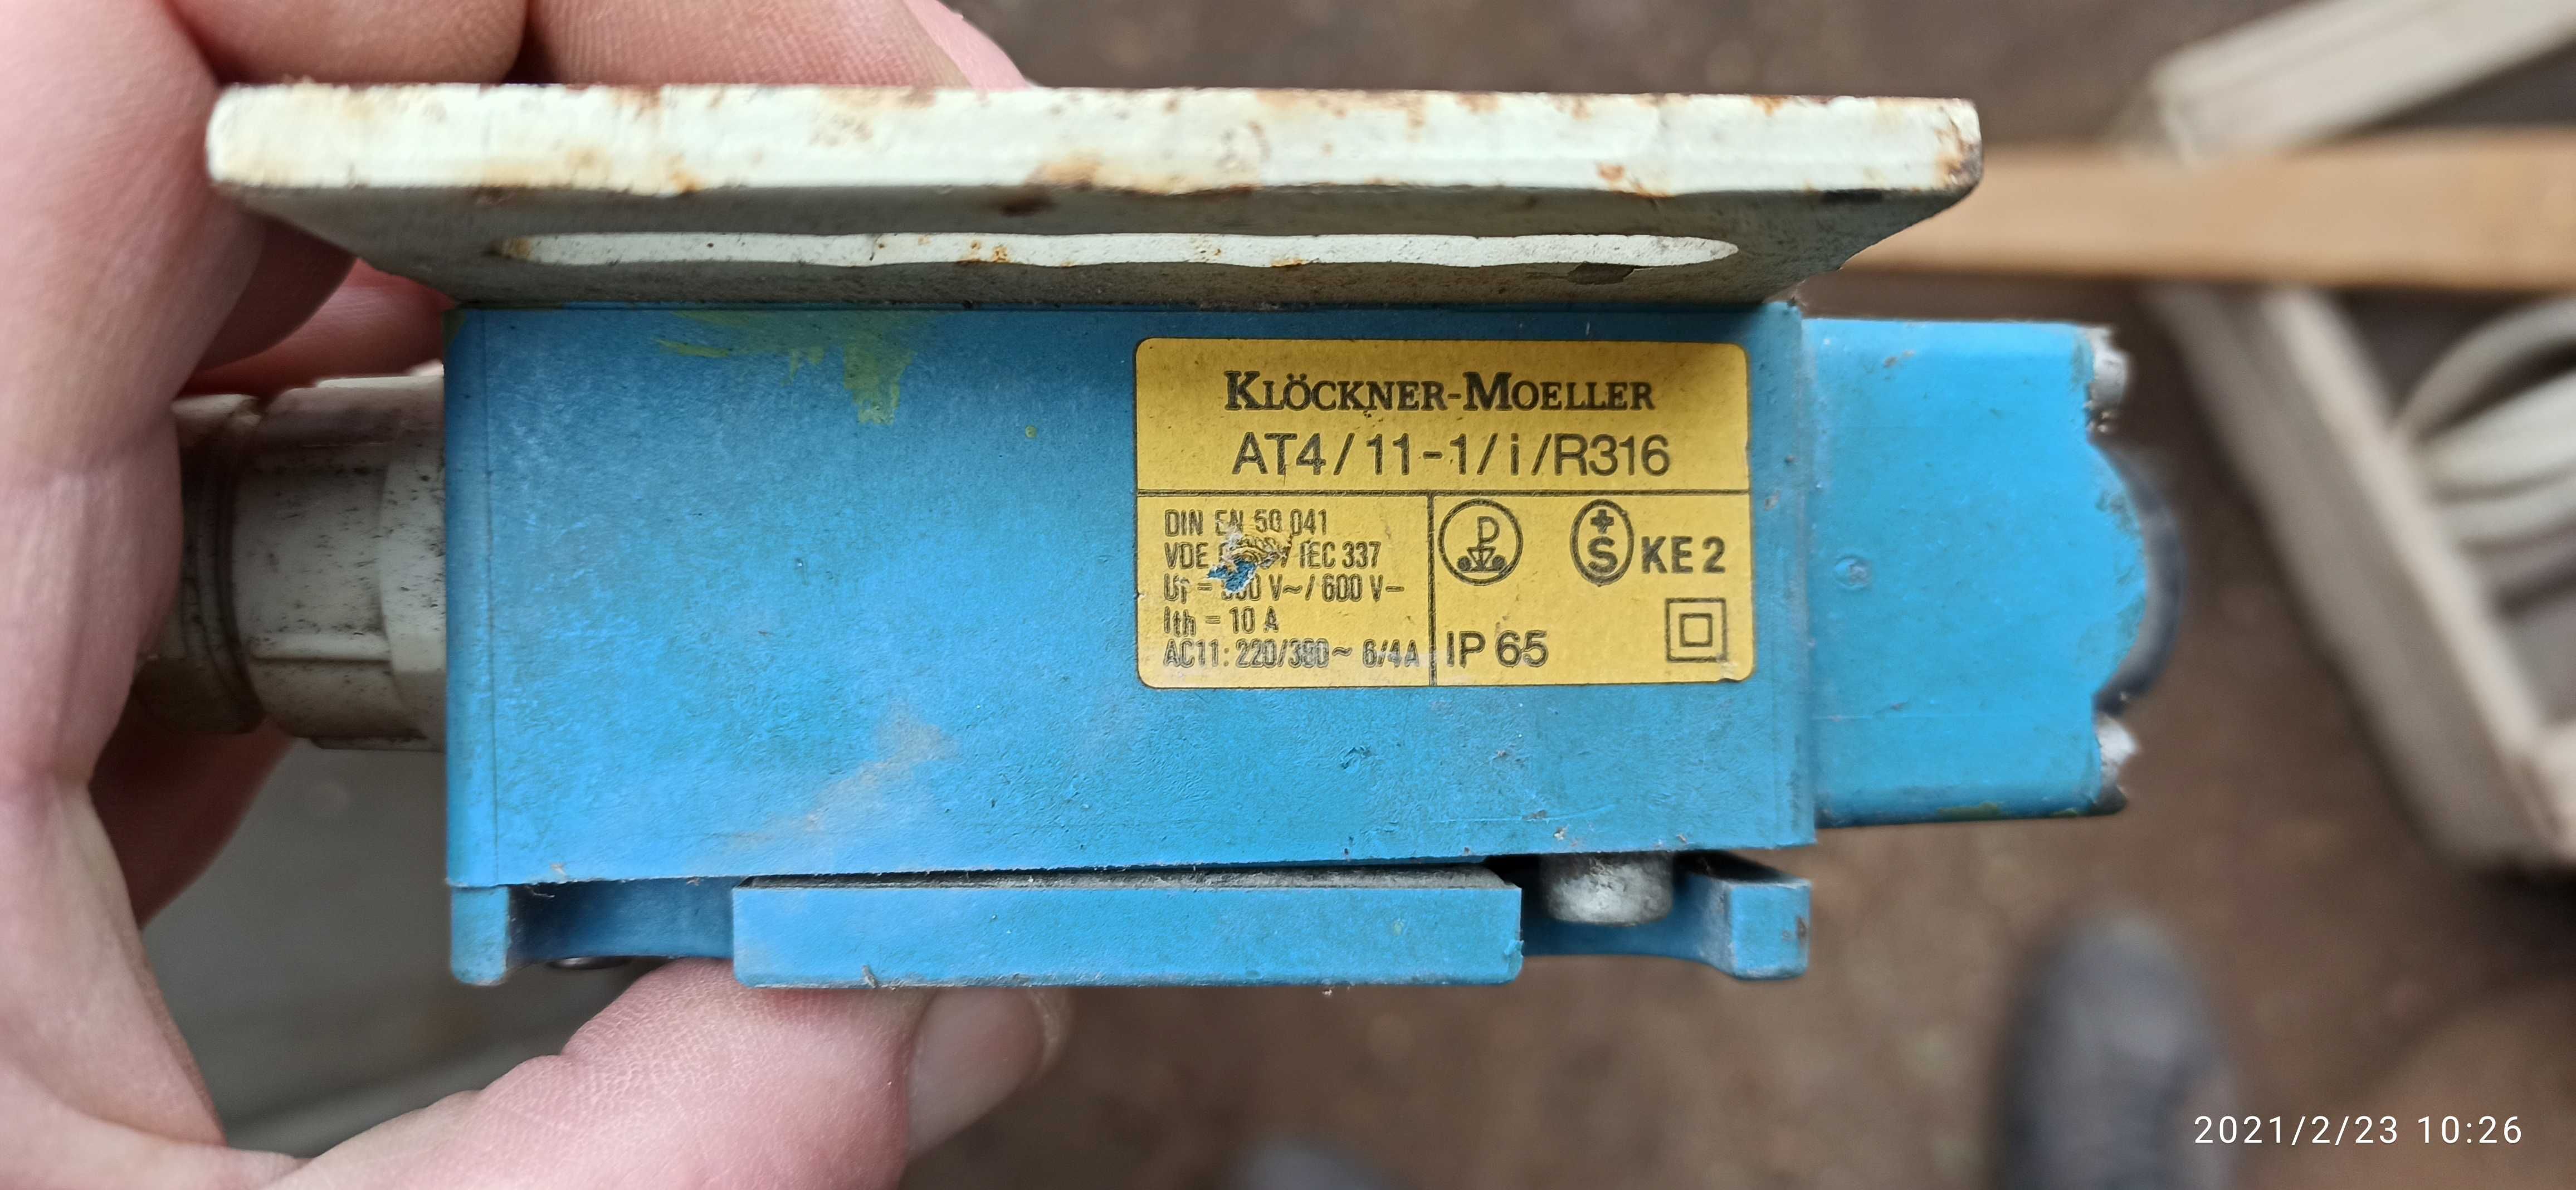 KLÖCKNER-MOELLER
AT4/11-1/i/R316
DIN EN 50 041
VDE IEC 337
V~/ 600 V-
Ith = 10 A
AC11: 220/380~ 6/4A
S KE 2
IP 65
2021/2/23 10:26